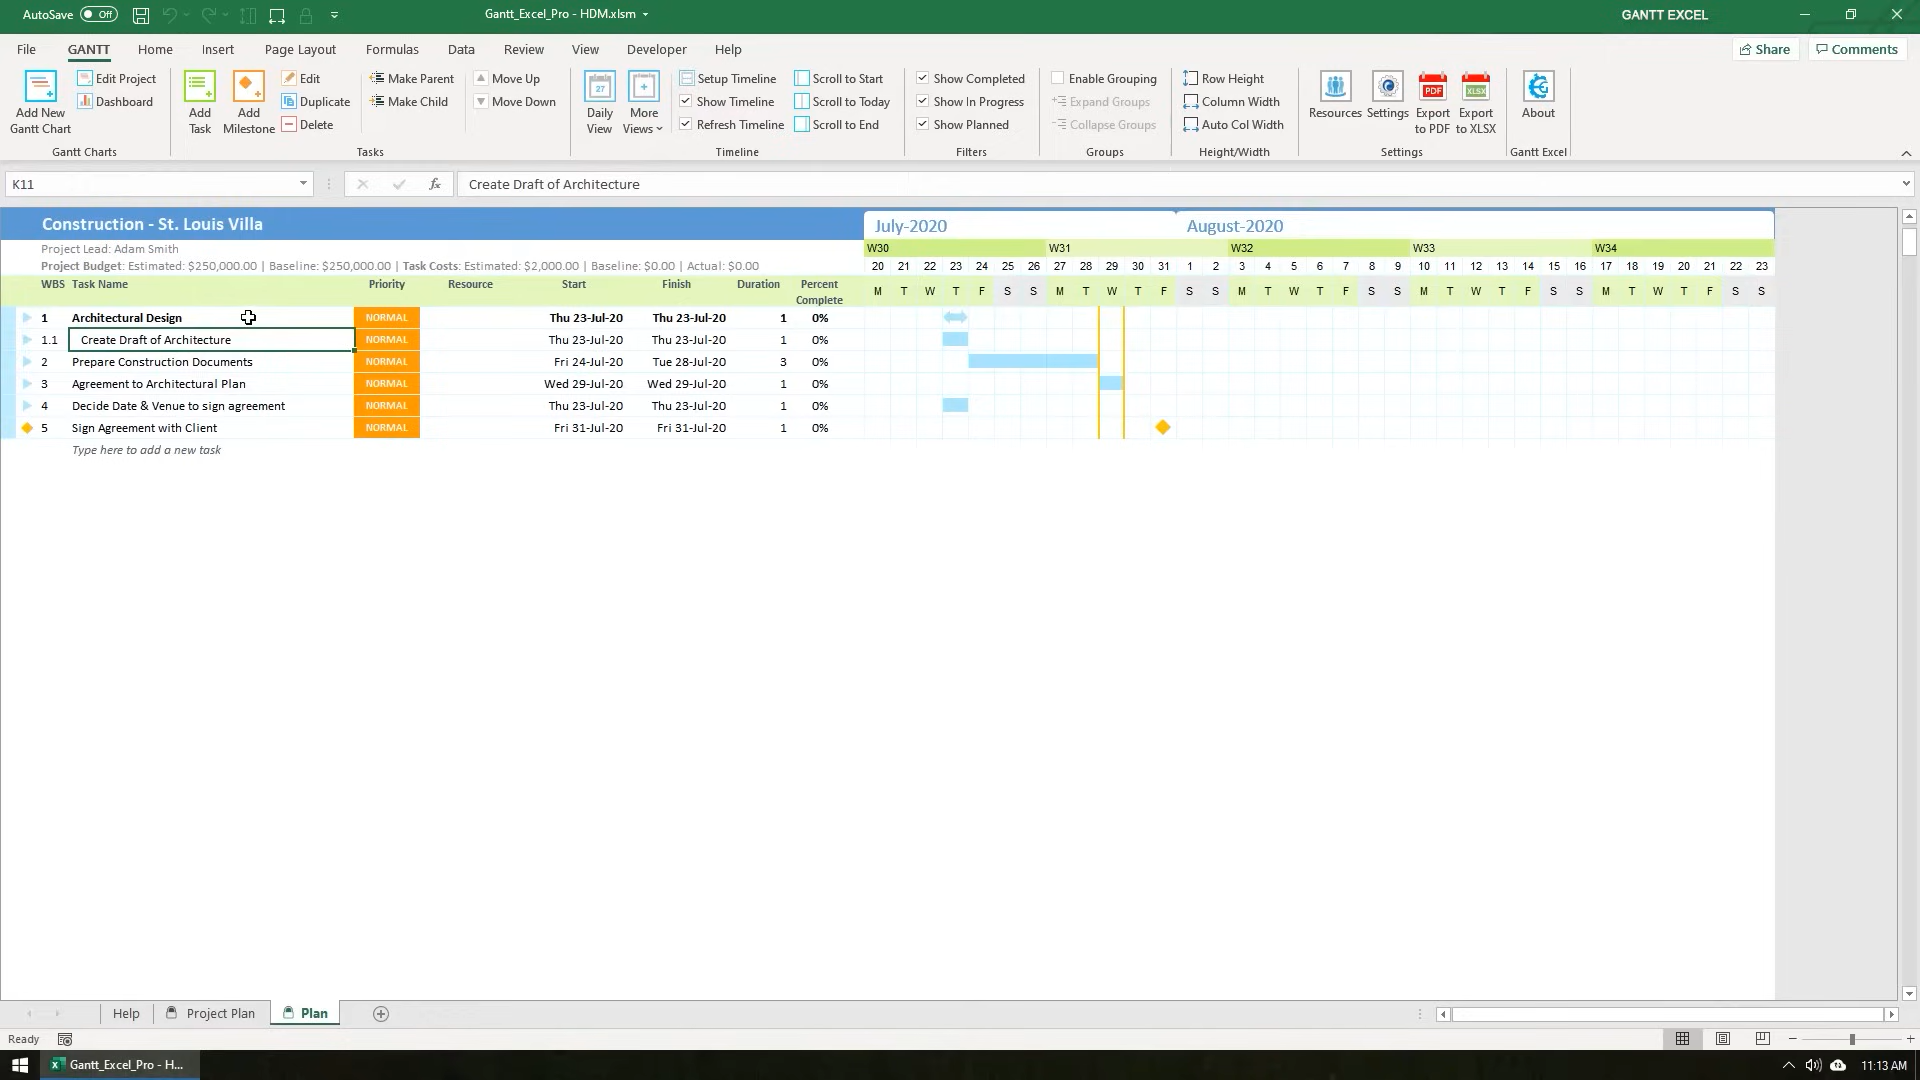 AutoSave Off Gantt_Excel_Pro - HDM.xlsm GANTT EXCEL
File GANTT Home Insert Page Layout Formulas Data Review View Developer Help Share Comments
Add New Gantt Chart
Edit Project
Dashboard
Gantt Charts
Add Task
Add Milestone
Edit
Duplicate
Delete
Make Parent
Make Child
Move Up
Move Down
Tasks
27
Daily View
More Views
Setup Timeline
Show Timeline
Refresh Timeline
Scroll to Start
Scroll to Today
Scroll to End
Timeline
Show Completed
Show In Progress
Show Planned
Filters
Enable Grouping
Expand Groups
Collapse Groups
Groups
Row Height
Column Width
Auto Col Width
Height/Width
Resources
Settings
PDF
Export to PDF
XLSX
Export to XLSX
Settings
About
Gantt Excel
K11 fx Create Draft of Architecture
Construction - St. Louis Villa July-2020 August-2020
Project Lead: Adam Smith W30 W31 W32 W33 W34
Project Budget: Estimated: $250,000.00 | Baseline: $250,000.00 | Task Costs: Estimated: $2,000.00 | Baseline: $0.00 | Actual: $0.00 20 21 22 23 24 25 26 27 28 29 30 31 1 2 3 4 5 6 7 8 9 10 11 12 13 14 15 16 17 18 19 20 21 22 23
WBS Task Name Priority Resource Start Finish Duration Percent Complete M T W T F S S M T W T F S S M T W T F S S M T W T F S S M T W T F S S
1 Architectural Design NORMAL Thu 23-Jul-20 Thu 23-Jul-20 1 0%
1.1 Create Draft of Architecture NORMAL Thu 23-Jul-20 Thu 23-Jul-20 1 0%
2 Prepare Construction Documents NORMAL Fri 24-Jul-20 Tue 28-Jul-20 3 0%
3 Agreement to Architectural Plan NORMAL Wed 29-Jul-20 Wed 29-Jul-20 1 0%
4 Decide Date & Venue to sign agreement NORMAL Thu 23-Jul-20 Thu 23-Jul-20 1 0%
5 Sign Agreement with Client NORMAL Fri 31-Jul-20 Fri 31-Jul-20 1 0%
Type here to add a new task
Help Project Plan Plan
Ready
Gantt_Excel_Pro - H... 11:13 AM